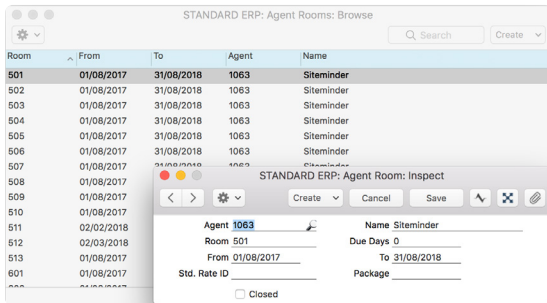 STANDARD ERP: Agent Rooms: Browse
Search Create
Room From To Agent Name
501 01/08/2017 31/08/2018 1063 Siteminder
502 01/08/2017 31/08/2018 1063 Siteminder
503 01/08/2017 31/08/2018 1063 Siteminder
504 01/08/2017 31/08/2018 1063 Siteminder
505 01/08/2017 31/08/2018 1063 Siteminder
506 01/08/2017 31/08/2018 1063 Siteminder
507 01/08/2017 31/08/2018 1063 Siteminder
508 01/08/2017
509 01/08/2017
510 01/08/2017
511 02/02/2018
512 02/03/2018
513 01/08/2017
601 01/08/2017
STANDARD ERP: Agent Room: Inspect
Create Cancel Save
Agent 1063 Name Siteminder
Room 501 Due Days 0
From 01/08/2017 To 31/08/2018
Std. Rate ID Package
Closed